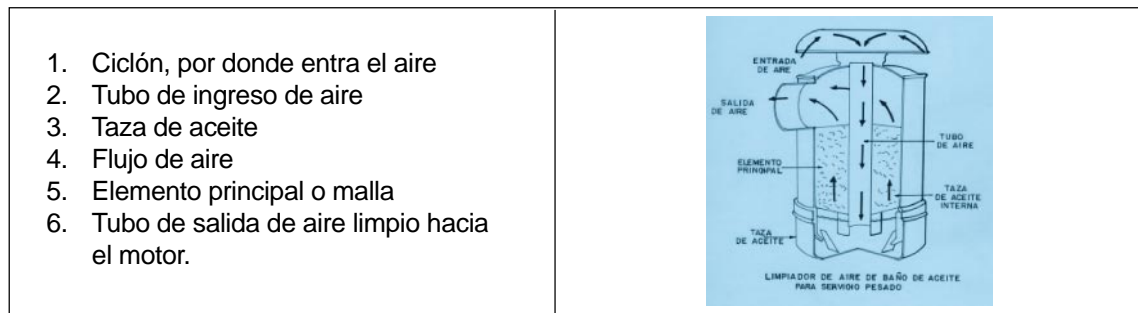 1. Ciclón, por donde entra el aire
2. Tubo de ingreso de aire
3. Taza de aceite
4. Flujo de aire
5. Elemento principal o malla
6. Tubo de salida de aire limpio hacia
el motor.
ENTRADA
DE AIRE
SALIDA
DE AIRE
TUBO
DE AIRE
ELEMENTO
PRINCIPAL
TAZA
DE ACEITE
INTERNA
TAZA
DE ACEITE
LIMPIADOR DE AIRE DE BAÑO DE ACEITE
PARA SERVICIO PESADO